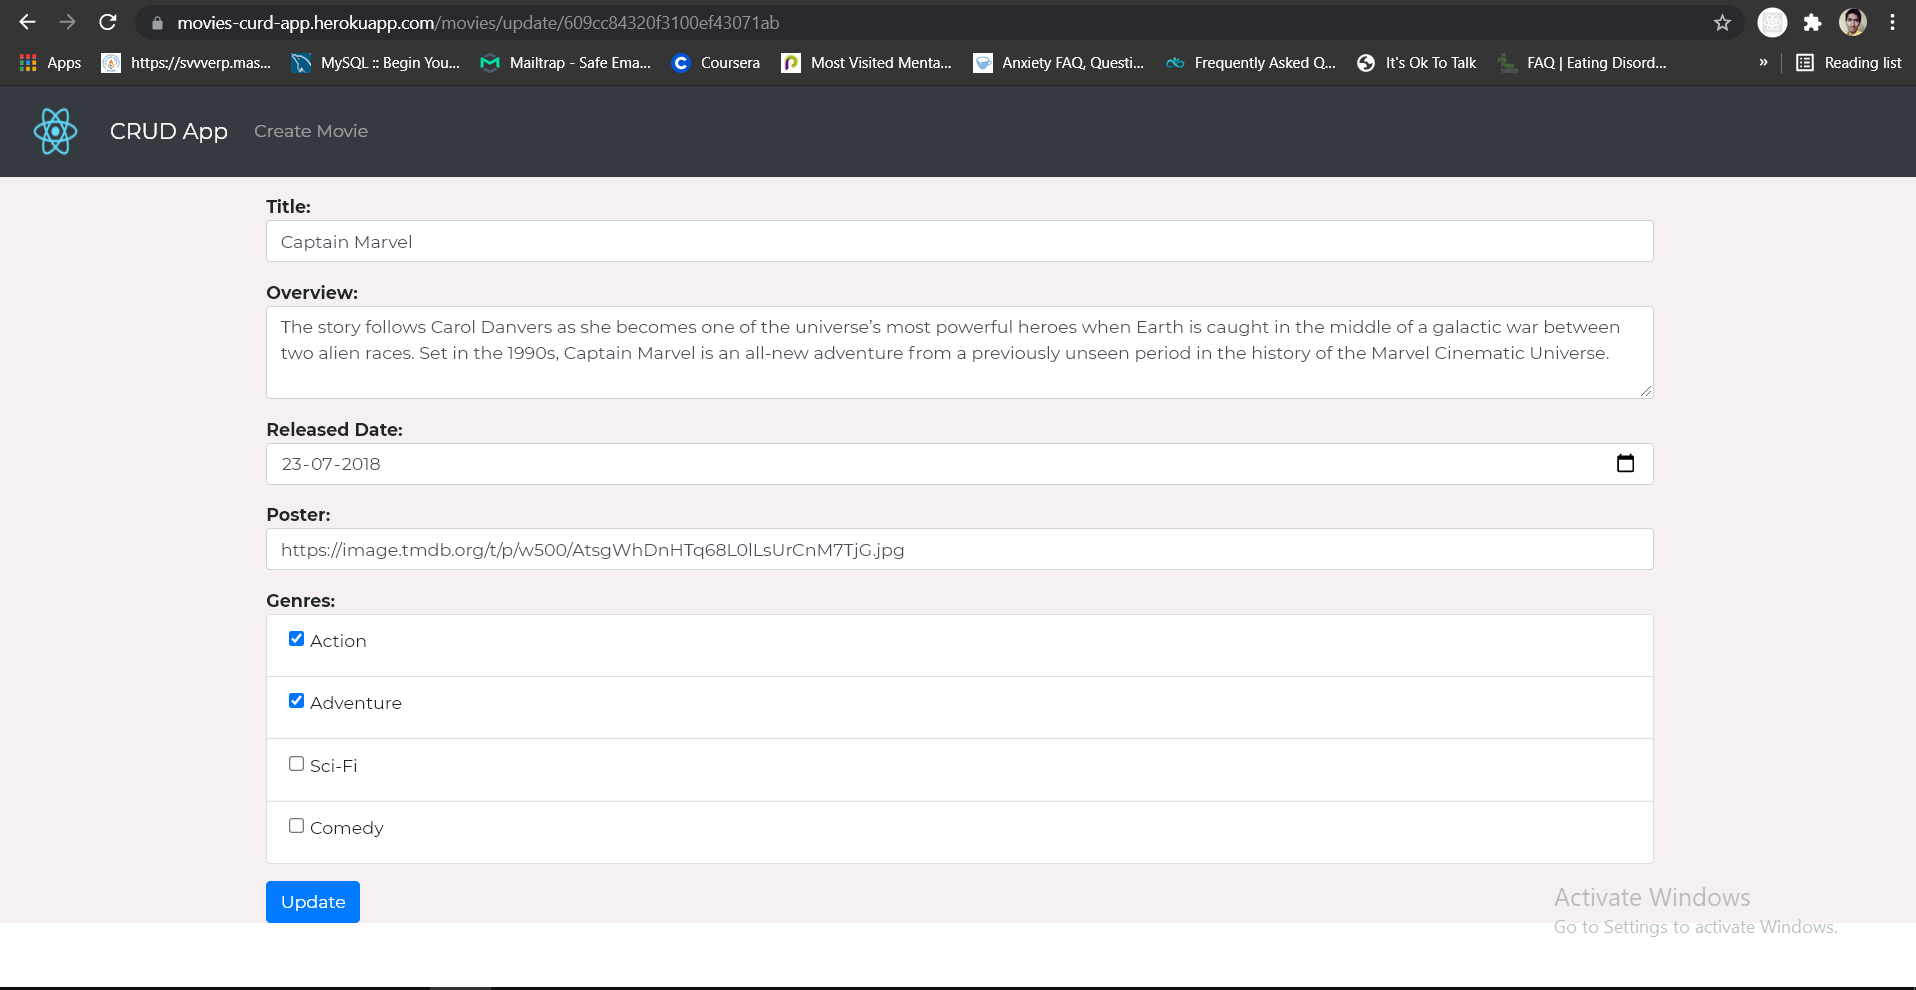 movies-curd-app.herokuapp.com/movies/update/609cc84320f3100ef43071ab
Apps https://svvverp.mas... MySQL :: Begin You... Mailtrap - Safe Ema... Coursera Most Visited Menta... Anxiety FAQ, Questi... Frequently Asked Q... It's Ok To Talk FAQ | Eating Disord... » Reading list
CRUD App Create Movie
Title:
Captain Marvel
Overview:
The story follows Carol Danvers as she becomes one of the universe’s most powerful heroes when Earth is caught in the middle of a galactic war between
two alien races. Set in the 1990s, Captain Marvel is an all-new adventure from a previously unseen period in the history of the Marvel Cinematic Universe.
Released Date:
23-07-2018
Poster:
https://image.tmdb.org/t/p/w500/AtsgWhDnHTq68L0lLsUrCnM7TjG.jpg
Genres:
Action
Adventure
Sci-Fi
Comedy
Update
Activate Windows
Go to Settings to activate Windows.